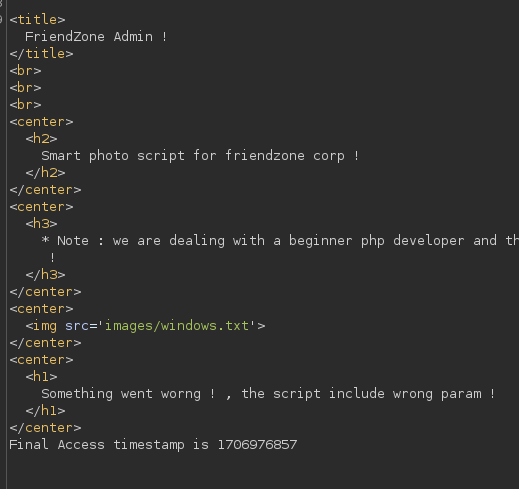 <title>
FriendZone Admin !
</title>
<br>
<br>
<br>
<center>
<h2>
Smart photo script for friendzone corp !
</h2>
</center>
<center>
<h3>
* Note : we are dealing with a beginner php developer and
!
</h3>
</center>
<center>
<img src='images/windows.txt'>
</center>
<center>
<h1>
Something went worng ! , the script include wrong param !
</h1>
</center>
Final Access timestamp is 1706976857